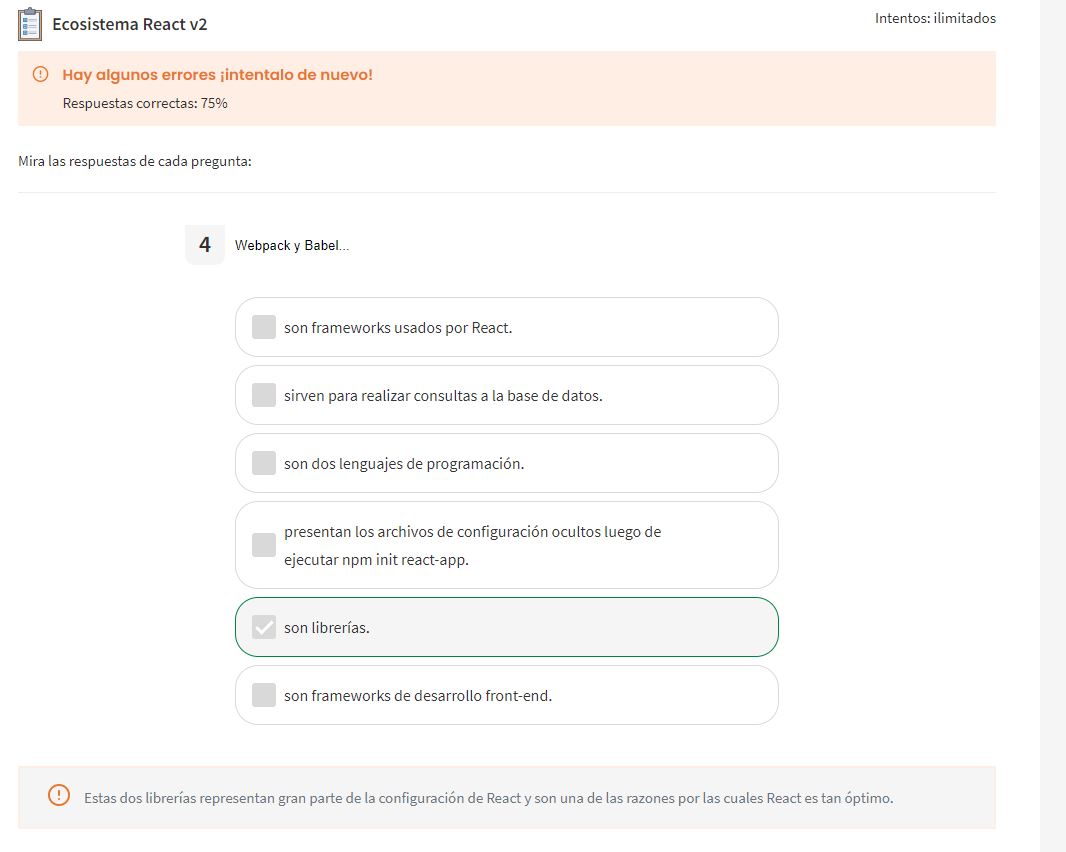 Ecosistema React v2
Intentos: ilimitados
Hay algunos errores ¡intentalo de nuevo!
Respuestas correctas: 75%
Mira las respuestas de cada pregunta:
4 Webpack y Babel...
son frameworks usados por React.
sirven para realizar consultas a la base de datos.
son dos lenguajes de programación.
presentan los archivos de configuración ocultos luego de
ejecutar npm init react-app.
son librerías.
son frameworks de desarrollo front-end.
Estas dos librerías representan gran parte de la configuración de React y son una de las razones por las cuales React es tan óptimo.